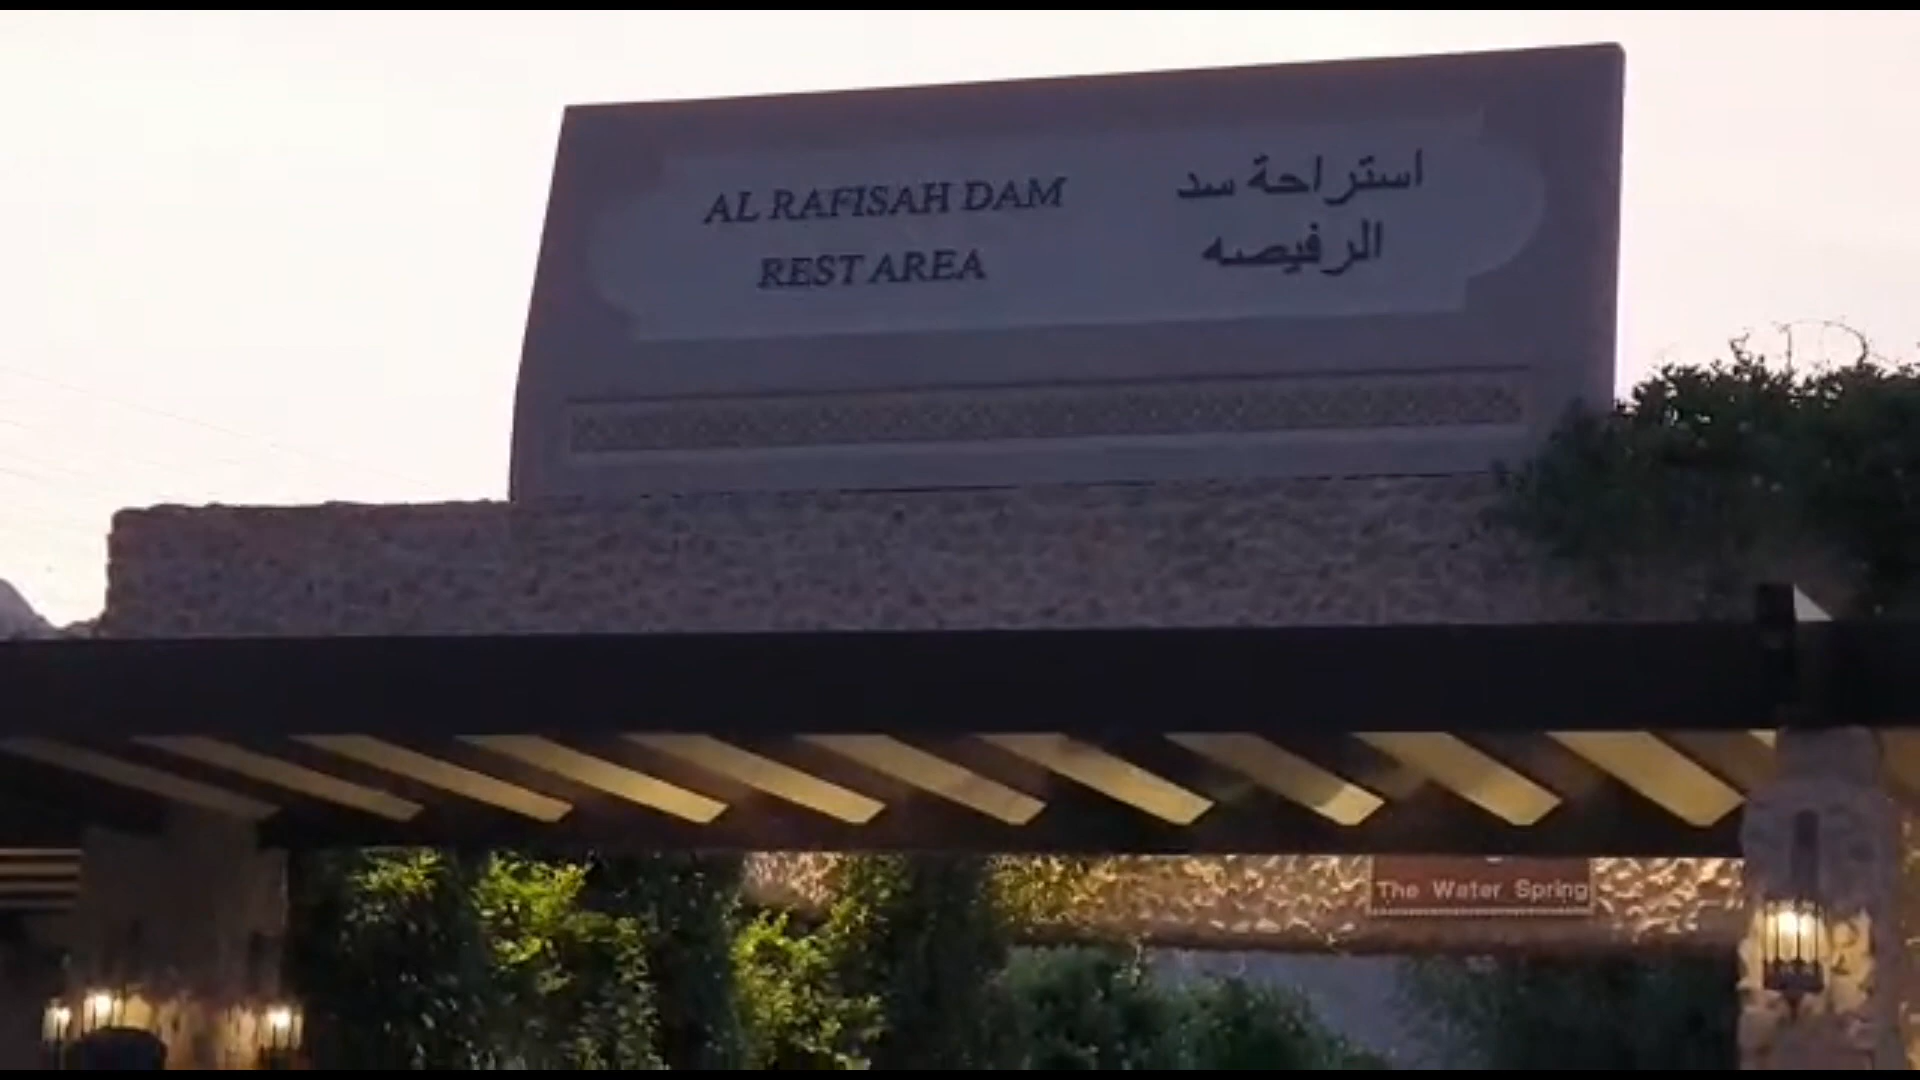 AL RAFISAH DAM
REST AREA
استراحة سد
الرفيصه
The Water Spring